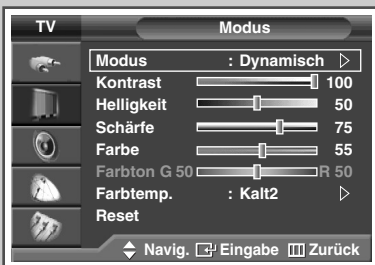 TV Modus
Modus : Dynamisch
Kontrast 100
Helligkeit 50
Schärfe 75
Farbe 55
Farbton G 50 R 50
Farbtemp. : Kalt2
Reset
Navig. Eingabe Zurück